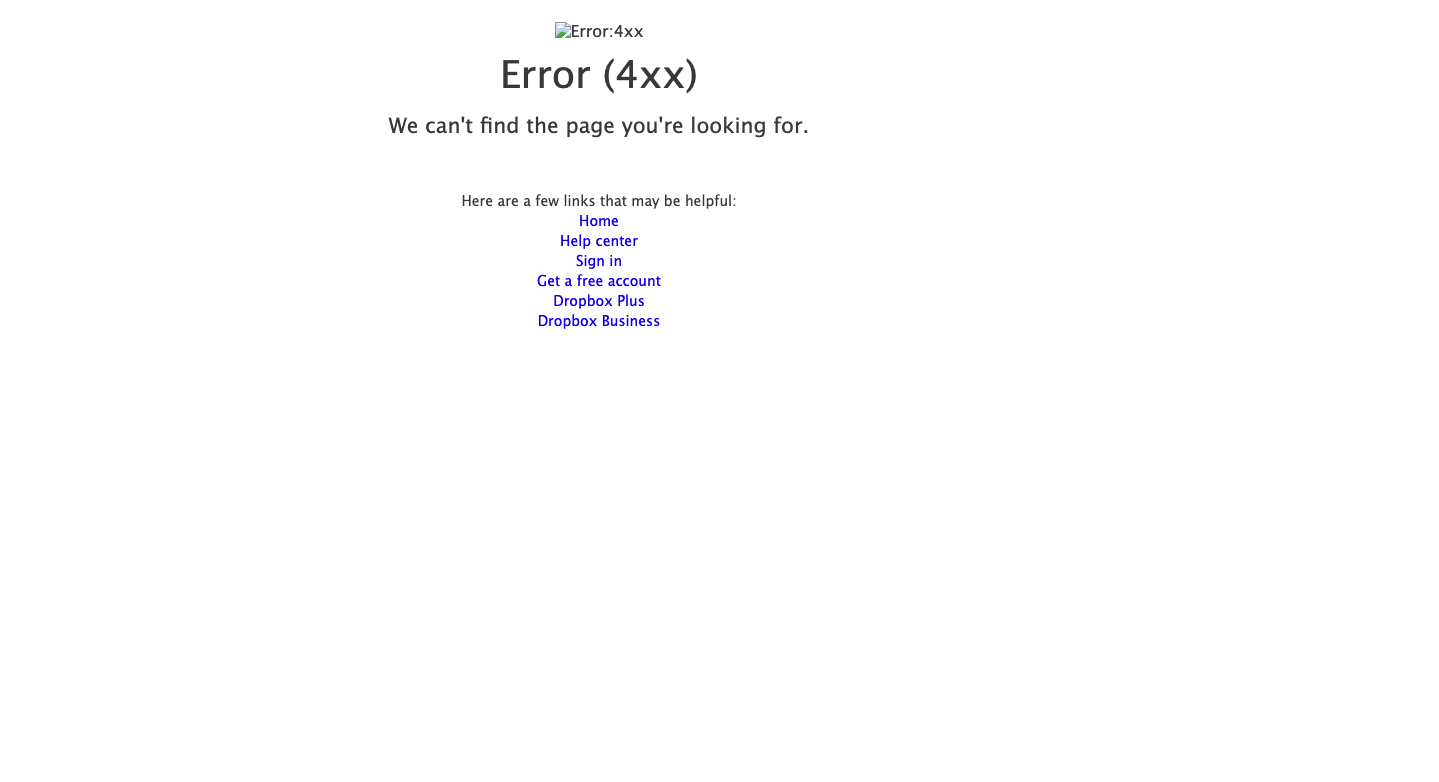 Error:4xx
Error (4xx)
We can't find the page you're looking for.
Here are a few links that may be helpful:
Home
Help center
Sign in
Get a free account
Dropbox Plus
Dropbox Business